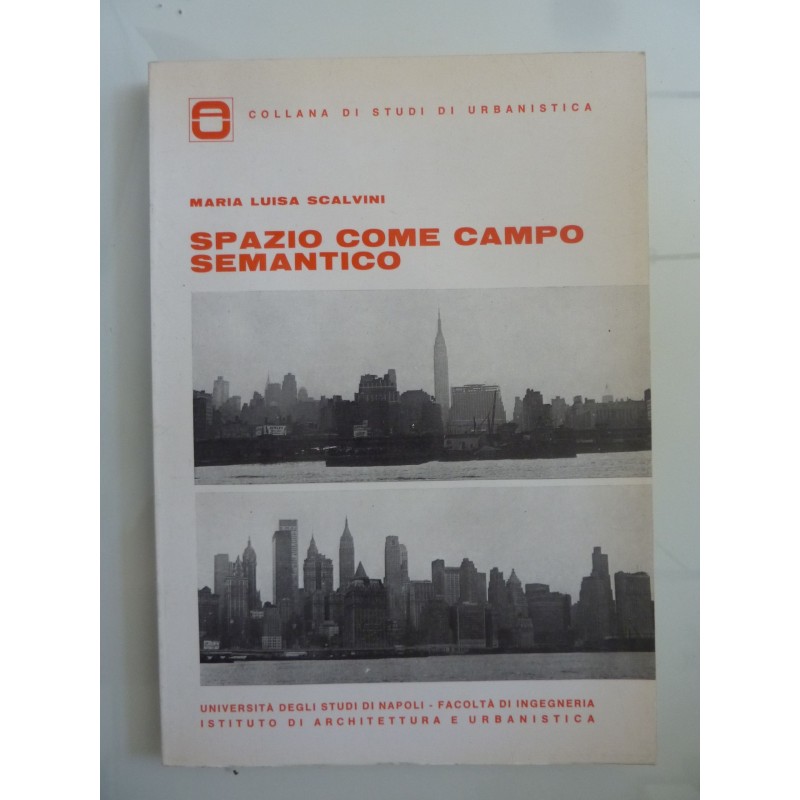 COLLANA DI STUDI DI URBANISTICA
MARIA LUISA SCALVINI
SPAZIO COME CAMPO
SEMANTICO
UNIVERSITÀ DEGLI STUDI DI NAPOLI - FACOLTÀ DI INGEGNERIA
ISTITUTO DI ARCHITETTURA E URBANISTICA